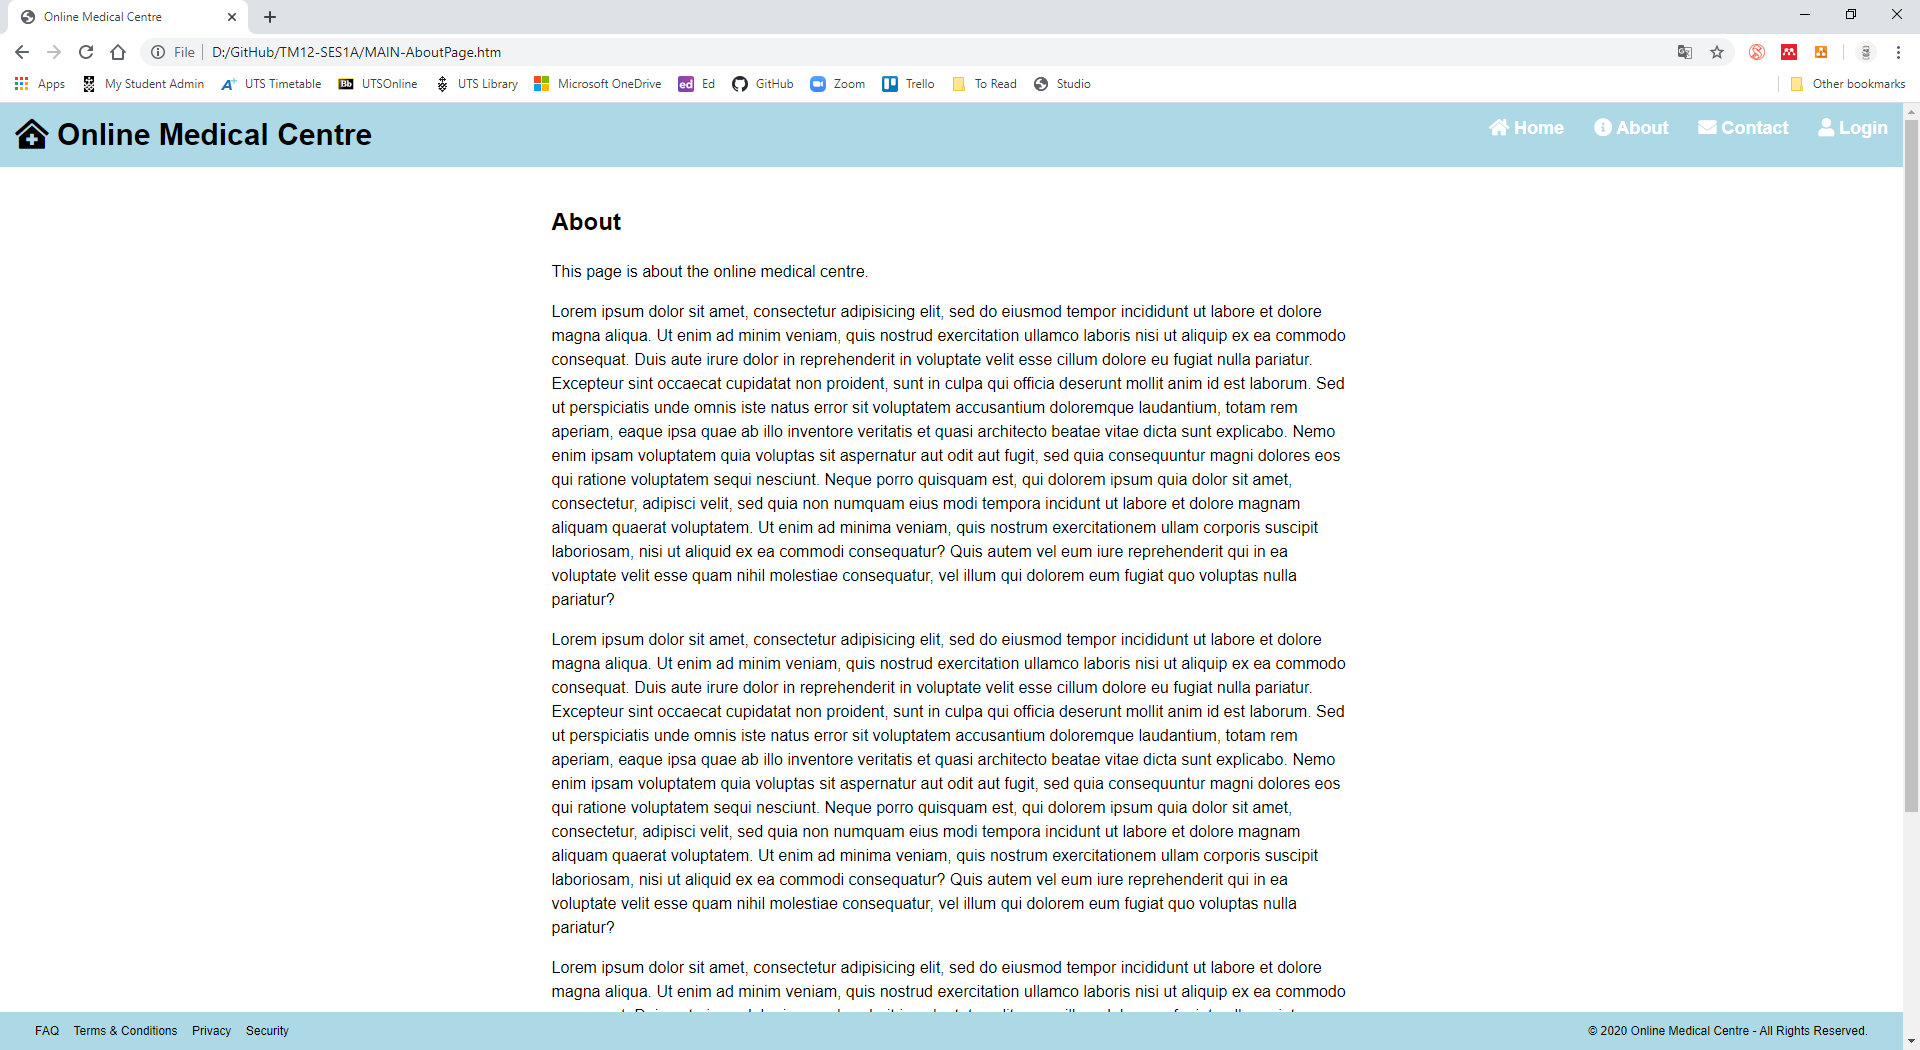 Online Medical Centre
File
D:/GitHub/TM12-SES1A/MAIN-AboutPage.htm
Apps My Student Admin UTS Timetable Bb UTSOnline UTS Library Microsoft OneDrive ed Ed GitHub Zoom Trello To Read Studio Other bookmarks
Online Medical Centre
Home About Contact Login
About
This page is about the online medical centre.
Lorem ipsum dolor sit amet, consectetur adipisicing elit, sed do eiusmod tempor incididunt ut labore et dolore
magna aliqua. Ut enim ad minim veniam, quis nostrud exercitation ullamco laboris nisi ut aliquip ex ea commodo
consequat. Duis aute irure dolor in reprehenderit in voluptate velit esse cillum dolore eu fugiat nulla pariatur.
Excepteur sint occaecat cupidatat non proident, sunt in culpa qui officia deserunt mollit anim id est laborum. Sed
ut perspiciatis unde omnis iste natus error sit voluptatem accusantium doloremque laudantium, totam rem
aperiam, eaque ipsa quae ab illo inventore veritatis et quasi architecto beatae vitae dicta sunt explicabo. Nemo
enim ipsam voluptatem quia voluptas sit aspernatur aut odit aut fugit, sed quia consequuntur magni dolores eos
qui ratione voluptatem sequi nesciunt. Neque porro quisquam est, qui dolorem ipsum quia dolor sit amet,
consectetur, adipisci velit, sed quia non numquam eius modi tempora incidunt ut labore et dolore magnam
aliquam quaerat voluptatem. Ut enim ad minima veniam, quis nostrum exercitationem ullam corporis suscipit
laboriosam, nisi ut aliquid ex ea commodi consequatur? Quis autem vel eum iure reprehenderit qui in ea
voluptate velit esse quam nihil molestiae consequatur, vel illum qui dolorem eum fugiat quo voluptas nulla
pariatur?
Lorem ipsum dolor sit amet, consectetur adipisicing elit, sed do eiusmod tempor incididunt ut labore et dolore
magna aliqua. Ut enim ad minim veniam, quis nostrud exercitation ullamco laboris nisi ut aliquip ex ea commodo
consequat. Duis aute irure dolor in reprehenderit in voluptate velit esse cillum dolore eu fugiat nulla pariatur.
Excepteur sint occaecat cupidatat non proident, sunt in culpa qui officia deserunt mollit anim id est laborum. Sed
ut perspiciatis unde omnis iste natus error sit voluptatem accusantium doloremque laudantium, totam rem
aperiam, eaque ipsa quae ab illo inventore veritatis et quasi architecto beatae vitae dicta sunt explicabo. Nemo
enim ipsam voluptatem quia voluptas sit aspernatur aut odit aut fugit, sed quia consequuntur magni dolores eos
qui ratione voluptatem sequi nesciunt. Neque porro quisquam est, qui dolorem ipsum quia dolor sit amet,
consectetur, adipisci velit, sed quia non numquam eius modi tempora incidunt ut labore et dolore magnam
aliquam quaerat voluptatem. Ut enim ad minima veniam, quis nostrum exercitationem ullam corporis suscipit
laboriosam, nisi ut aliquid ex ea commodi consequatur? Quis autem vel eum iure reprehenderit qui in ea
voluptate velit esse quam nihil molestiae consequatur, vel illum qui dolorem eum fugiat quo voluptas nulla
pariatur?
Lorem ipsum dolor sit amet, consectetur adipisicing elit, sed do eiusmod tempor incididunt ut labore et dolore
magna aliqua. Ut enim ad minim veniam, quis nostrud exercitation ullamco laboris nisi ut aliquip ex ea commodo
FAQ Terms & Conditions Privacy Security
© 2020 Online Medical Centre - All Rights Reserved.